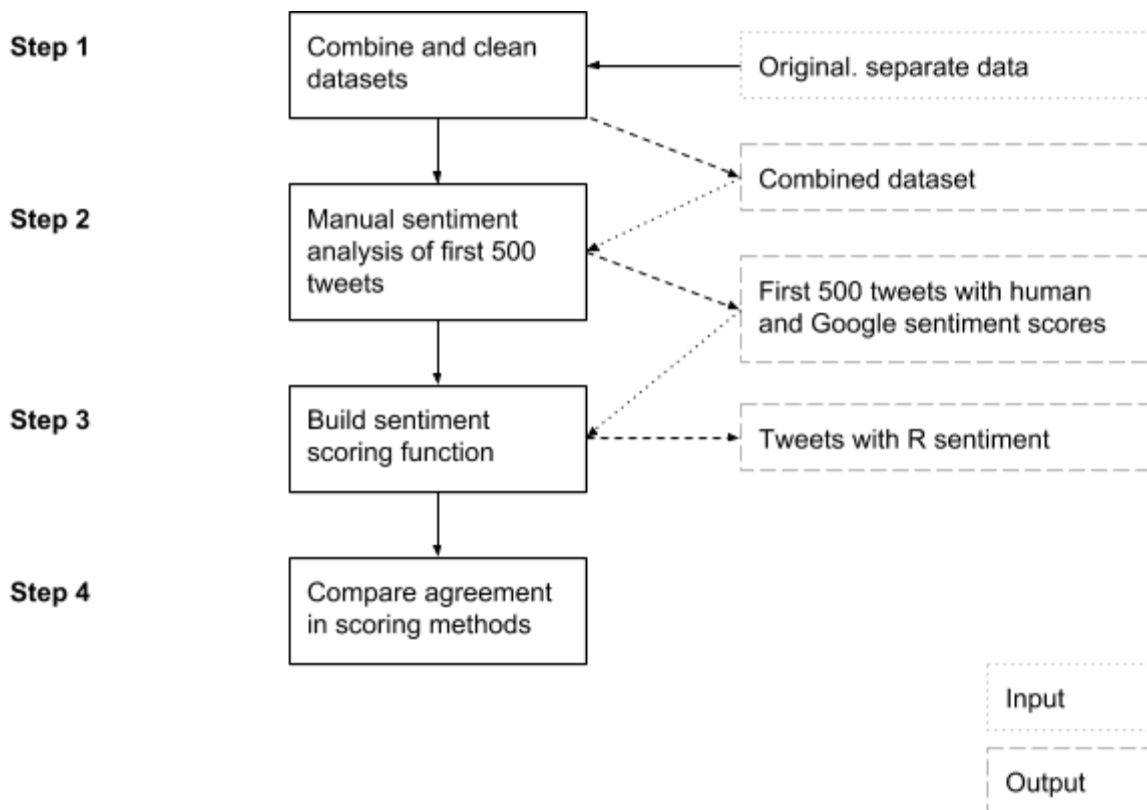 Step 1
Combine and clean
datasets
Original. separate data
Combined dataset
Step 2
Manual sentiment
analysis of first 500
tweets
First 500 tweets with human
and Google sentiment scores
Step 3
Build sentiment
scoring function
Tweets with R sentiment
Step 4
Compare agreement
in scoring methods
Input
Output